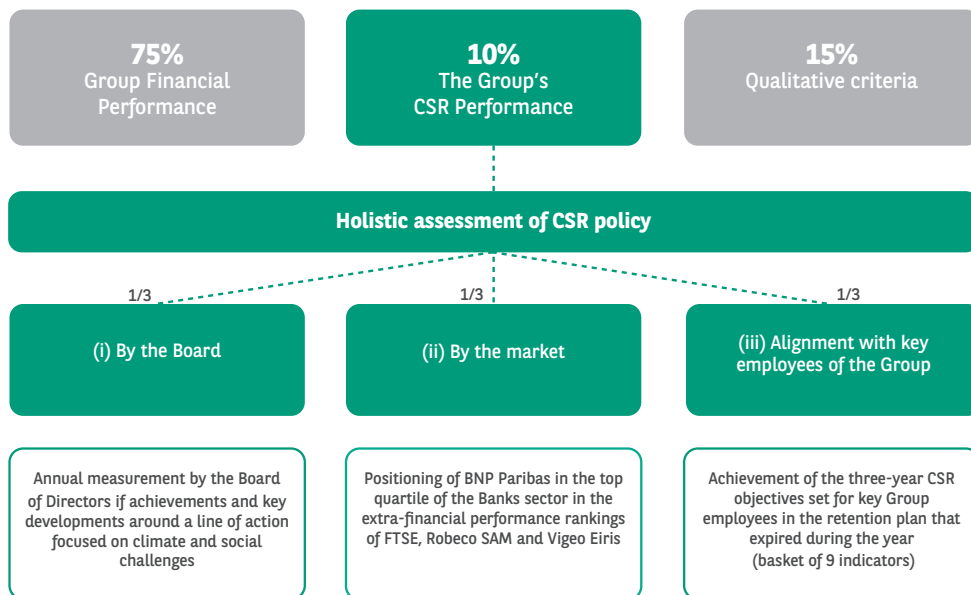 75%
Group Financial
Performance
10%
The Group's
CSR Performance
15%
Qualitative criteria
Holistic assessment of CSR policy
1/3
1/3
1/3
(i) By the Board
(ii) By the market
(iii) Alignment with key
employees of the Group
Annual measurement by the Board
of Directors if achievements and key
developments around a line of action
focused on climate and social
challenges
Positioning of BNP Paribas in the top
quartile of the Banks sector in the
extra-financial performance rankings
of FTSE, Robeco SAM and Vigeo Eiris
Achievement of the three-year CSR
objectives set for key Group
employees in the retention plan that
expired during the year
(basket of 9 indicators)